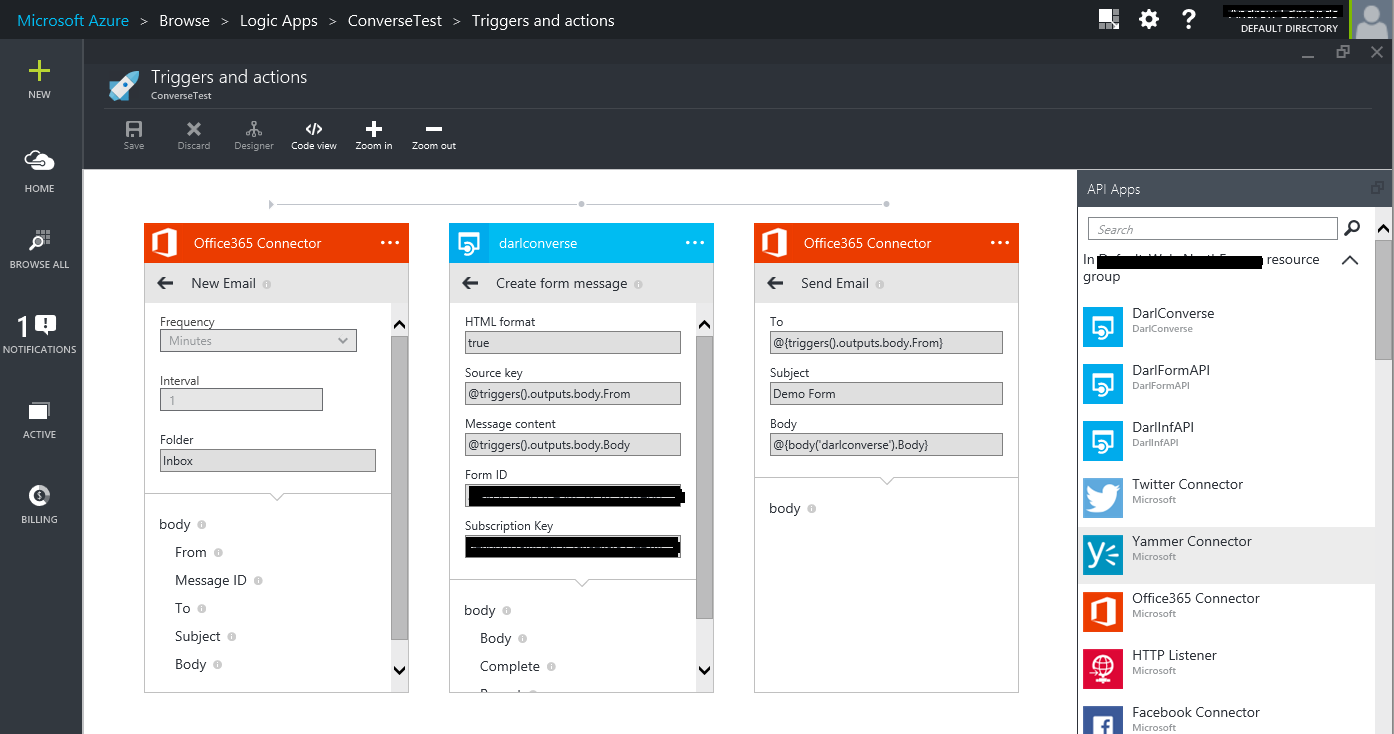 Microsoft Azure > Browse > Logic Apps > ConverseTest > Triggers and actions
?
DEFAULT DIRECTORY
NEW
HOME
BROWSE ALL
1
NOTIFICATIONS
ACTIVE
BILLING
Triggers and actions
ConverseTest
Save
Discard
Designer
Code view
Zoom in
Zoom out
Office365 Connector
New Email
Frequency
Minutes
Interval
1
Folder
Inbox
body
From
Message ID
To
Subject
Body
darlconverse
Create form message
HTML format
true
Source key
@triggers().outputs.body.From
Message content
@triggers().outputs.body.Body
Form ID
Subscription Key
body
Body
Complete
Office365 Connector
Send Email
To
@{triggers().outputs.body.From}
Subject
Demo Form
Body
@{body('darlconverse').Body}
body
API Apps
Search
In resource
group
DarlConverse
DarlConverse
DarlFormAPI
DarlFormAPI
DarlInfAPI
DarlInfAPI
Twitter Connector
Microsoft
Yammer Connector
Microsoft
Office365 Connector
Microsoft
HTTP Listener
Microsoft
Facebook Connector
Microsoft